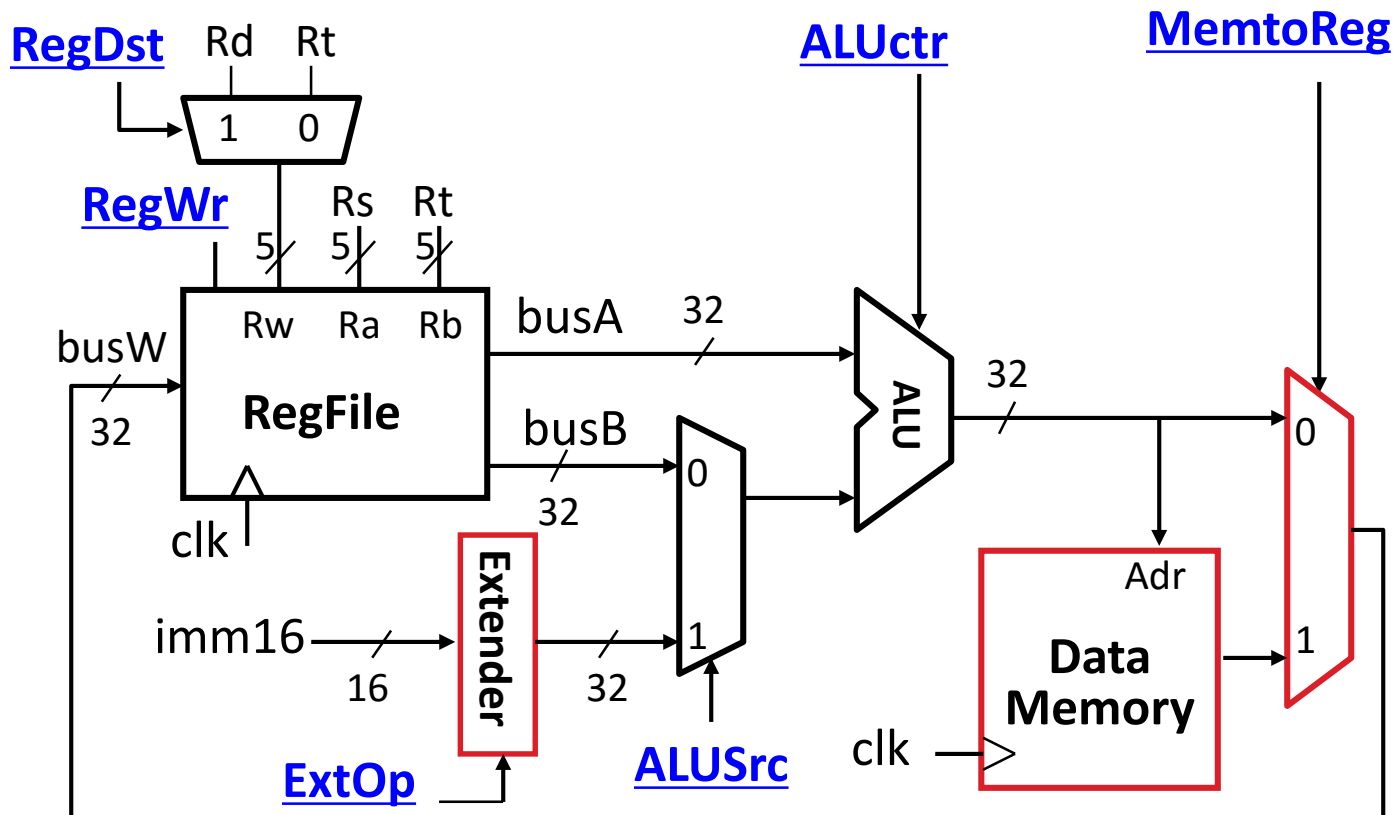 RegDst
Rd
Rt
ALUctr
MemtoReg
1
0
RegWr
Rs
Rt
5
5
5
busW
32
Rw
Ra
Rb
RegFile
clk
busA
32
busB
32
0
1
ALU
32
0
1
imm16
16
Extender
32
ExtOp
ALUSrc
Adr
Data
Memory
clk